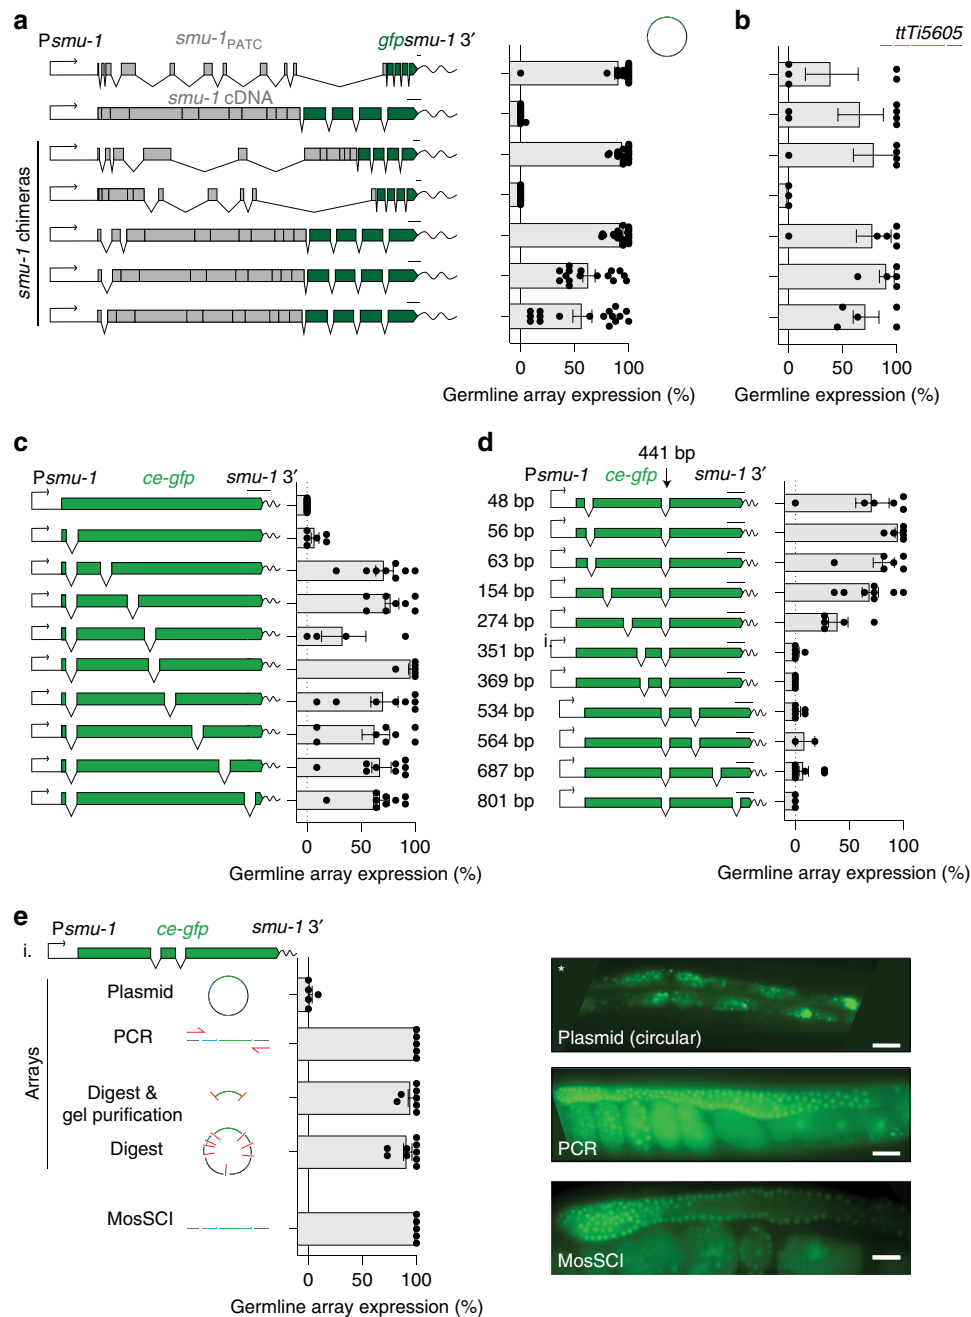 a
Psmu-1
smu-1PATC
gfp
smu-1 3′
smu-1 cDNA
smu-1 chimeras
0
50
100
Germline array expression (%)
b
ttTi5605
0
50
100
Expression (%)
c
Psmu-1
ce-gfp
smu-1 3′
0
50
100
Germline array expression (%)
d
441 bp
Psmu-1
ce-gfp
smu-1 3′
48 bp
56 bp
63 bp
154 bp
274 bp
i.
351 bp
369 bp
534 bp
564 bp
687 bp
801 bp
0
50
100
Germline array expression (%)
e
Psmu-1
ce-gfp
smu-1 3′
i.
Arrays
Plasmid
PCR
Digest &
gel purification
Digest
MosSCI
0
50
100
Germline array expression (%)
*
Plasmid (circular)
PCR
MosSCI